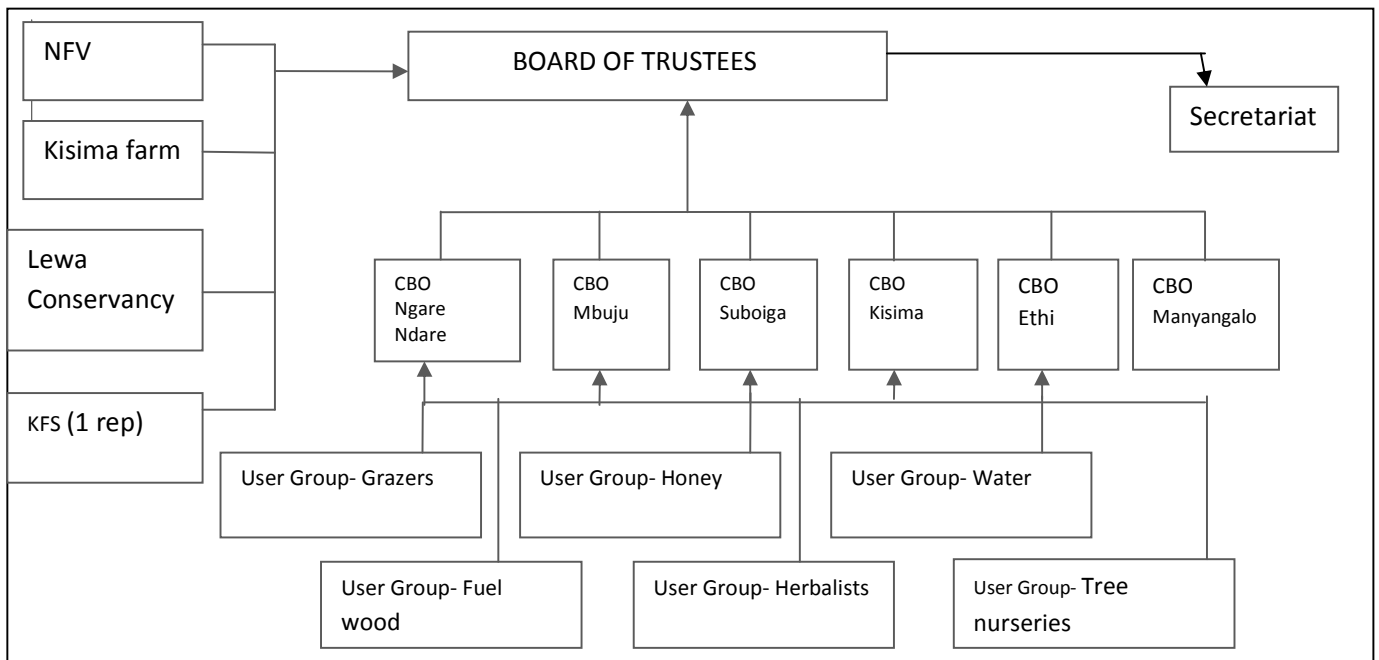 NFV
BOARD OF TRUSTEES
Secretariat
Kisima farm
Lewa
Conservancy
KFS (1 rep)
CBO
Ngare
Ndare
CBO
Mbuju
CBO
Suboiga
CBO
Kisima
CBO
Ethi
CBO
Manyangalo
User Group- Grazers
User Group- Honey
User Group- Water
User Group- Fuel
wood
User Group- Herbalists
User Group- Tree
nurseries